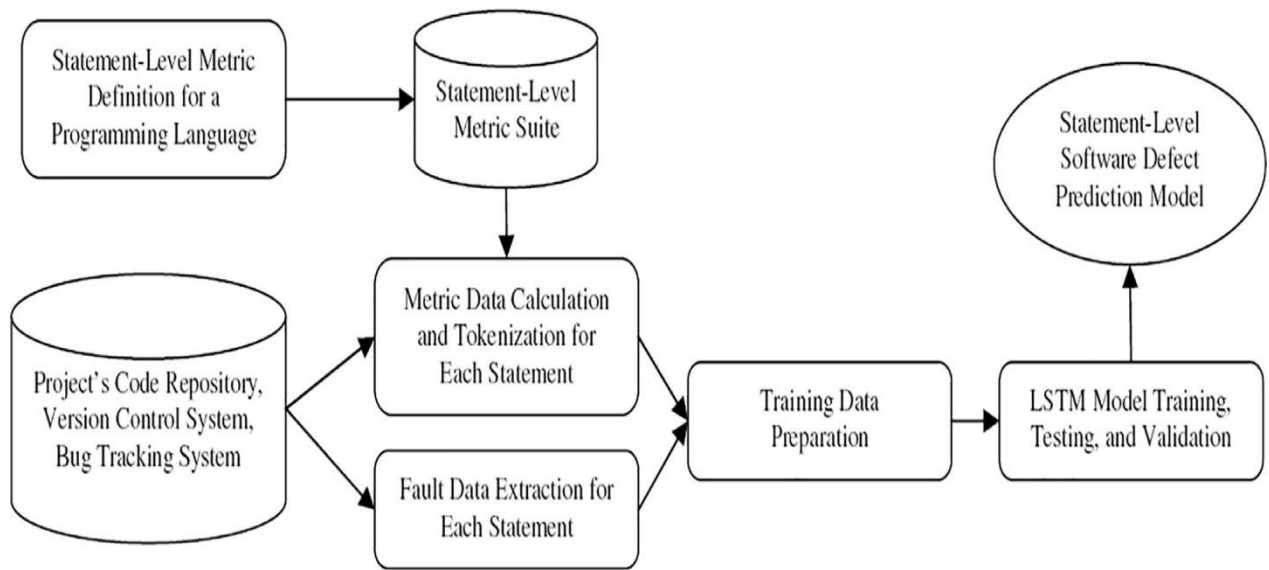 Statement-Level Metric
Definition for a
Programming Language
Statement-Level
Metric Suite
Statement-Level
Software Defect
Prediction Model
Project's Code Repository,
Version Control System,
Bug Tracking System
Metric Data Calculation
and Tokenization for
Each Statement
Fault Data Extraction for
Each Statement
Training Data
Preparation
LSTM Model Training,
Testing, and Validation